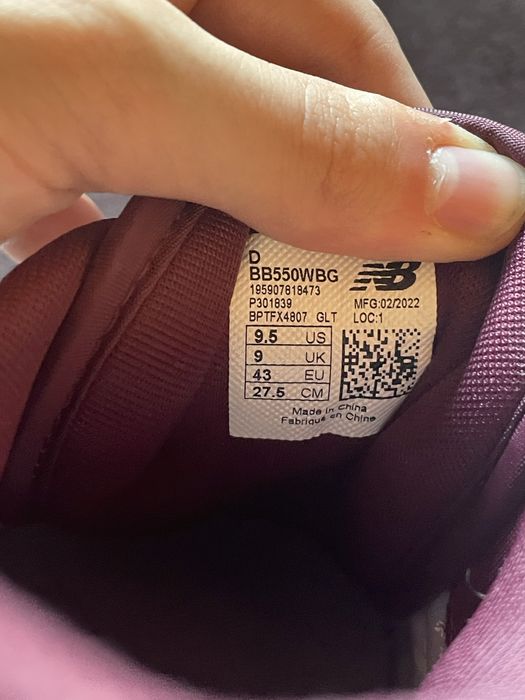 D
BB550WBG NB
195907818473
P301839 MFG:02/2022
BPTFX4807 GLT LOC:1
9.5 US
9 UK
43 EU
27.5 CM
Made in China
Fabriqué en Chine